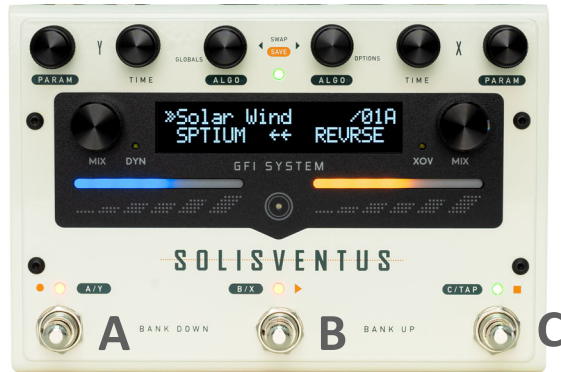 Y SWAP X
PARAM TIME GLOBALS ALGO SAVE ALGO OPTIONS TIME PARAM
»Solar Wind /01A
SPTIUM ↔ REVRSE
MIX DYN XOV MIX
GFI SYSTEM
SOLISVENTUS
A/Y B/X C/TAP
A BANK DOWN B BANK UP C